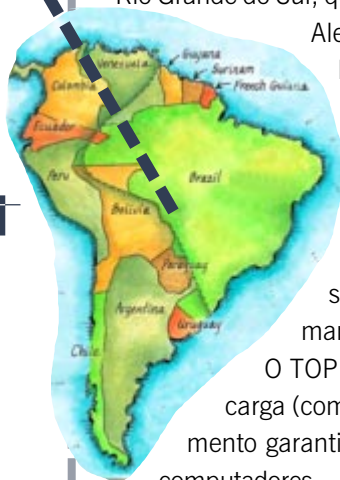 Rio Grande do Sul, q
Ale
Guyana
Venezuela
Surinam
French Guiana
Colombia
Ecuador
Peru
Brazil
Bolivia
Paraguay
s
Argentina
mar
Uruguay
Chile
O TOP
carga (com
mento garanti
computadores